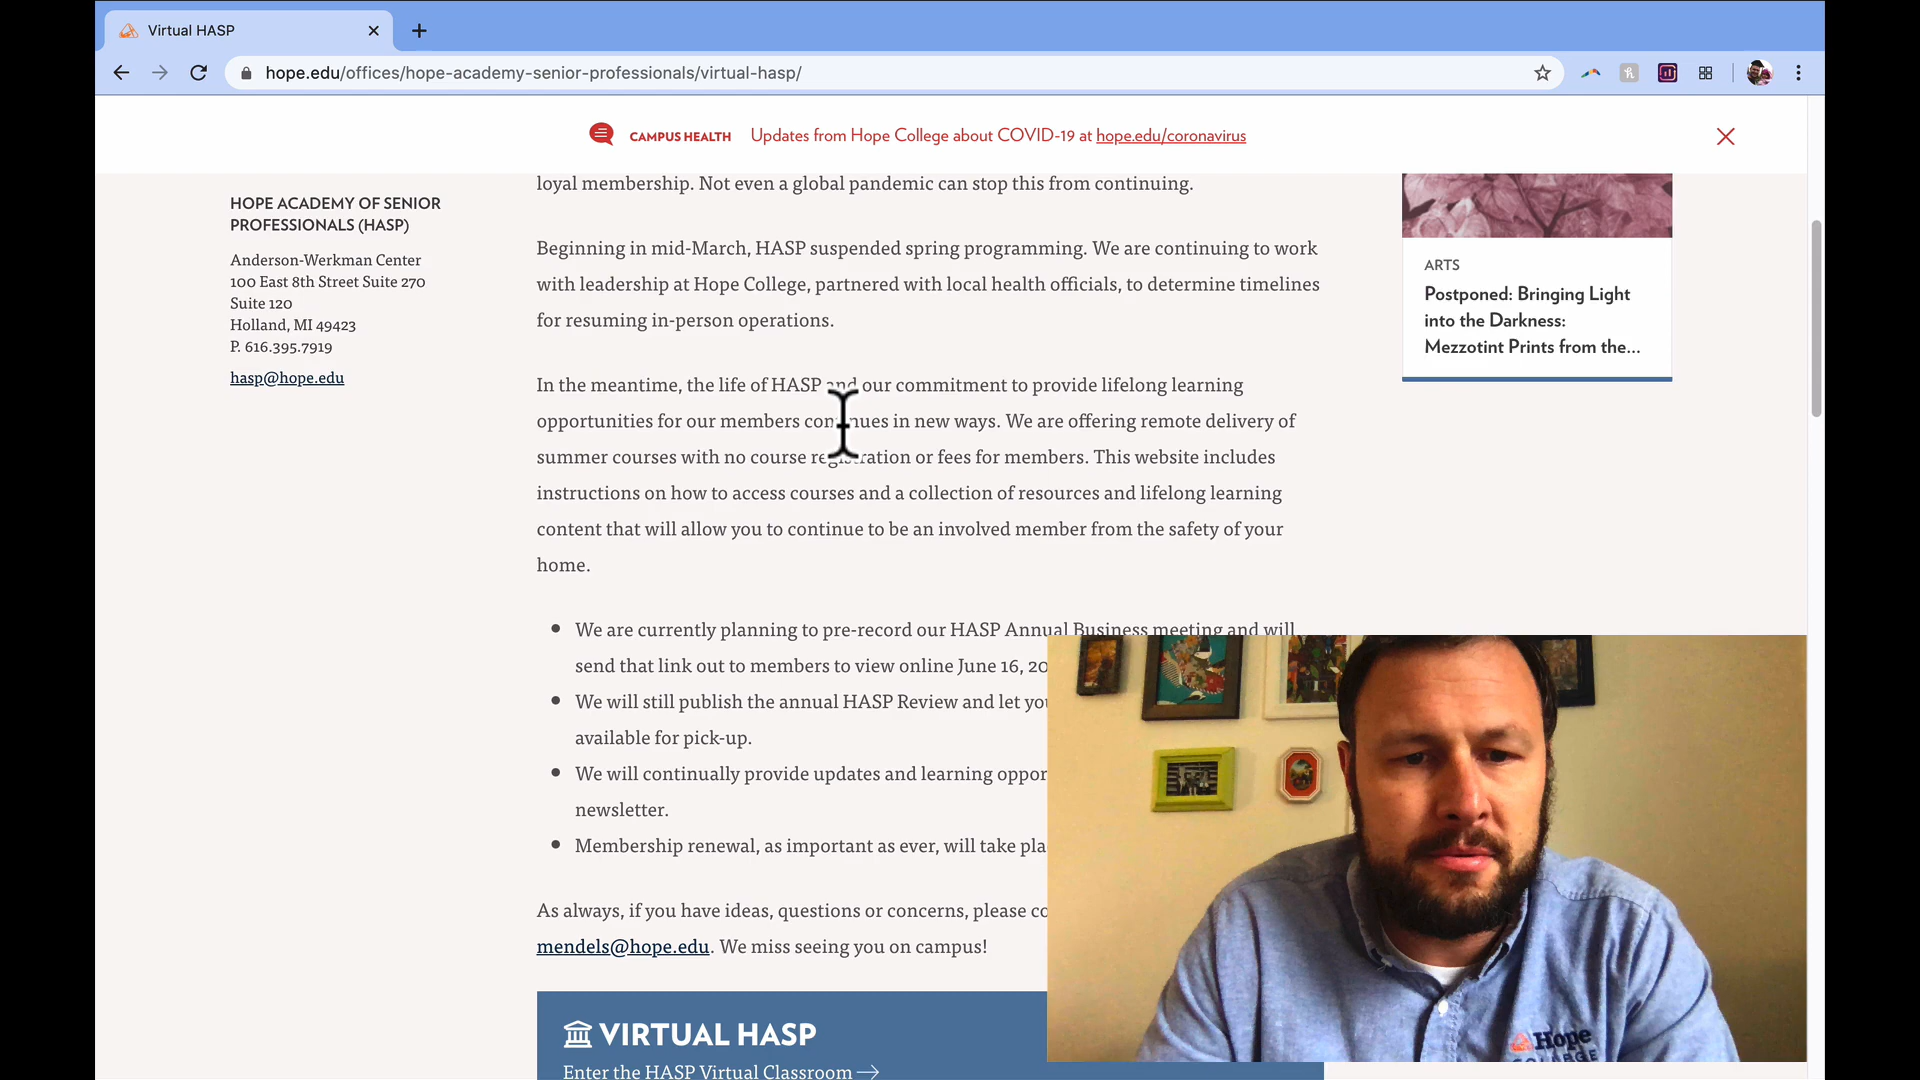 Virtual HASP
hope.edu/offices/hope-academy-senior-professionals/virtual-hasp/
CAMPUS HEALTH Updates from Hope College about COVID-19 at hope.edu/coronavirus
HOPE ACADEMY OF SENIOR
PROFESSIONALS (HASP)
Anderson-Werkman Center
100 East 8th Street Suite 270
Suite 120
Holland, MI 49423
P. 616.395.7919
hasp@hope.edu
loyal membership. Not even a global pandemic can stop this from continuing.
Beginning in mid-March, HASP suspended spring programming. We are continuing to work
with leadership at Hope College, partnered with local health officials, to determine timelines
for resuming in-person operations.
In the meantime, the life of HASP and our commitment to provide lifelong learning
opportunities for our members continues in new ways. We are offering remote delivery of
summer courses with no course registration or fees for members. This website includes
instructions on how to access courses and a collection of resources and lifelong learning
content that will allow you to continue to be an involved member from the safety of your
home.
We are currently planning to pre-record our HASP Annual Business meeting and will
send that link out to members to view online June 16, 20
We will still publish the annual HASP Review and let yo
available for pick-up.
We will continually provide updates and learning oppor
newsletter.
Membership renewal, as important as ever, will take pla
As always, if you have ideas, questions or concerns, please co
mendels@hope.edu. We miss seeing you on campus!
VIRTUAL HASP
Enter the HASP Virtual Classroom →
ARTS
Postponed: Bringing Light
into the Darkness:
Mezzotint Prints from the...
Hope
COLLEGE